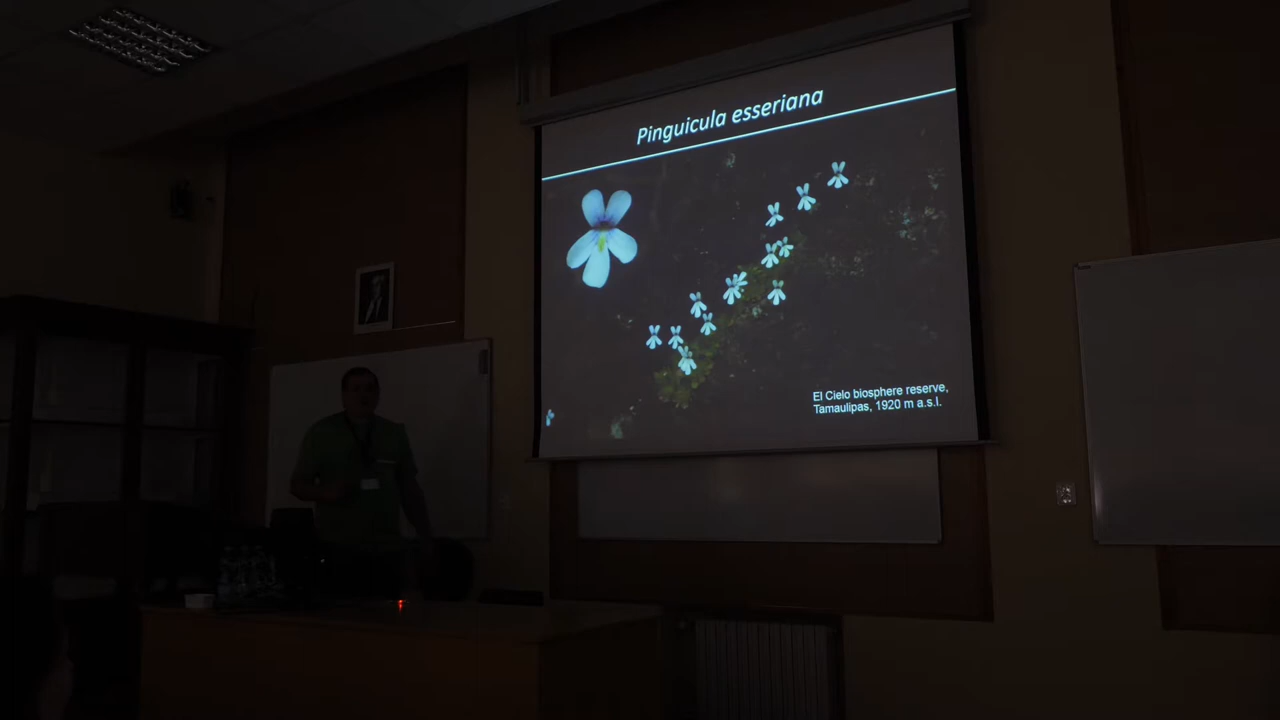 Pinguicula esseriana
El Cielo biosphere reserve,
Tamaulipas, 1920 m a.s.l.